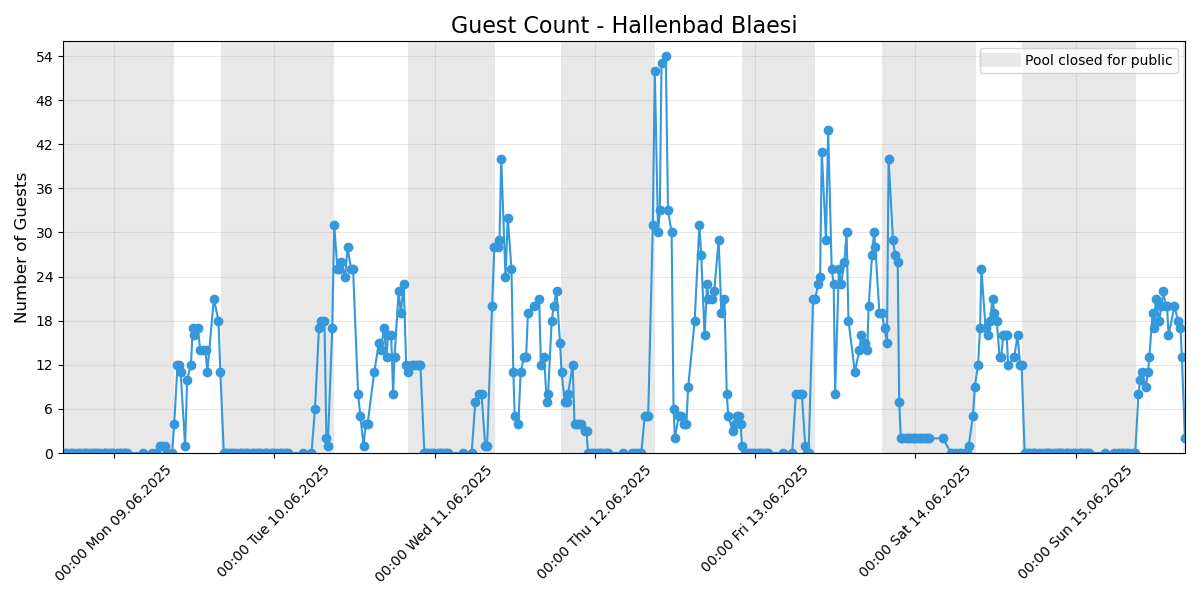 Guest Count - Hallenbad Blaesi
Pool closed for public
Number of Guests
54
48
42
36
30
24
18
12
6
0
00:00 Mon 09.06.2025
00:00 Tue 10.06.2025
00:00 Wed 11.06.2025
00:00 Thu 12.06.2025
00:00 Fri 13.06.2025
00:00 Sat 14.06.2025
00:00 Sun 15.06.2025